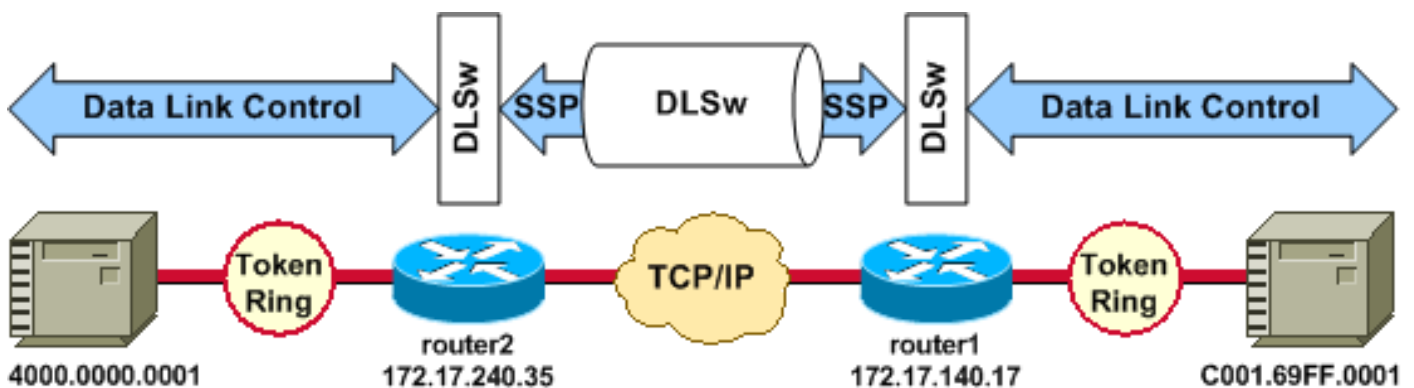 Data Link Control
DLSw
SSP
DLSw
SSP
DLSw
Data Link Control
Token
Ring
TCP/IP
Token
Ring
router2
172.17.240.35
router1
172.17.140.17
4000.0000.0001
C001.69FF.0001